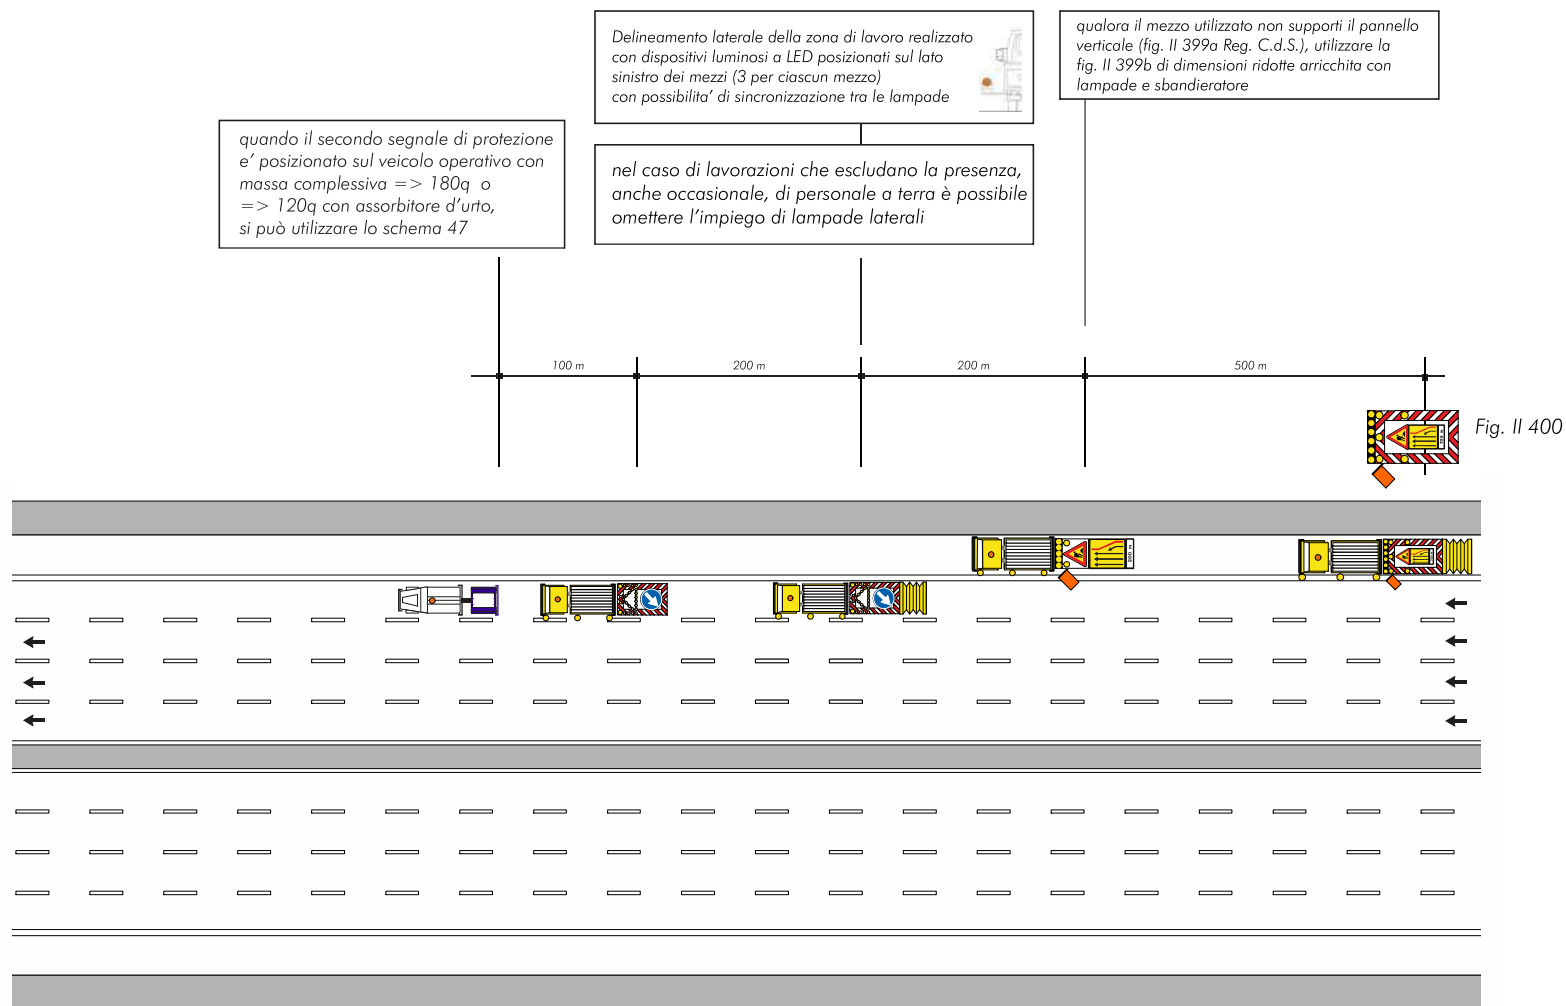 Delineamento laterale della zona di lavoro realizzato
con dispositivi luminosi a LED posizionati sul lato
sinistro dei mezzi (3 per ciascun mezzo)
con possibilita' di sincronizzazione tra le lampade
qualora il mezzo utilizzato non supporti il pannello
verticale (fig. II 399a Reg. C.d.S.), utilizzare la
fig. II 399b di dimensioni ridotte arricchita con
lampade e sbandieratore
quando il secondo segnale di protezione
e' posizionato sul veicolo operativo con
massa complessiva => 180q o
=> 120q con assorbitore d'urto,
si può utilizzare lo schema 47
nel caso di lavorazioni che escludano la presenza,
anche occasionale, di personale a terra è possibile
omettere l'impiego di lampade laterali
100 m
200 m
200 m
500 m
Fig. II 400